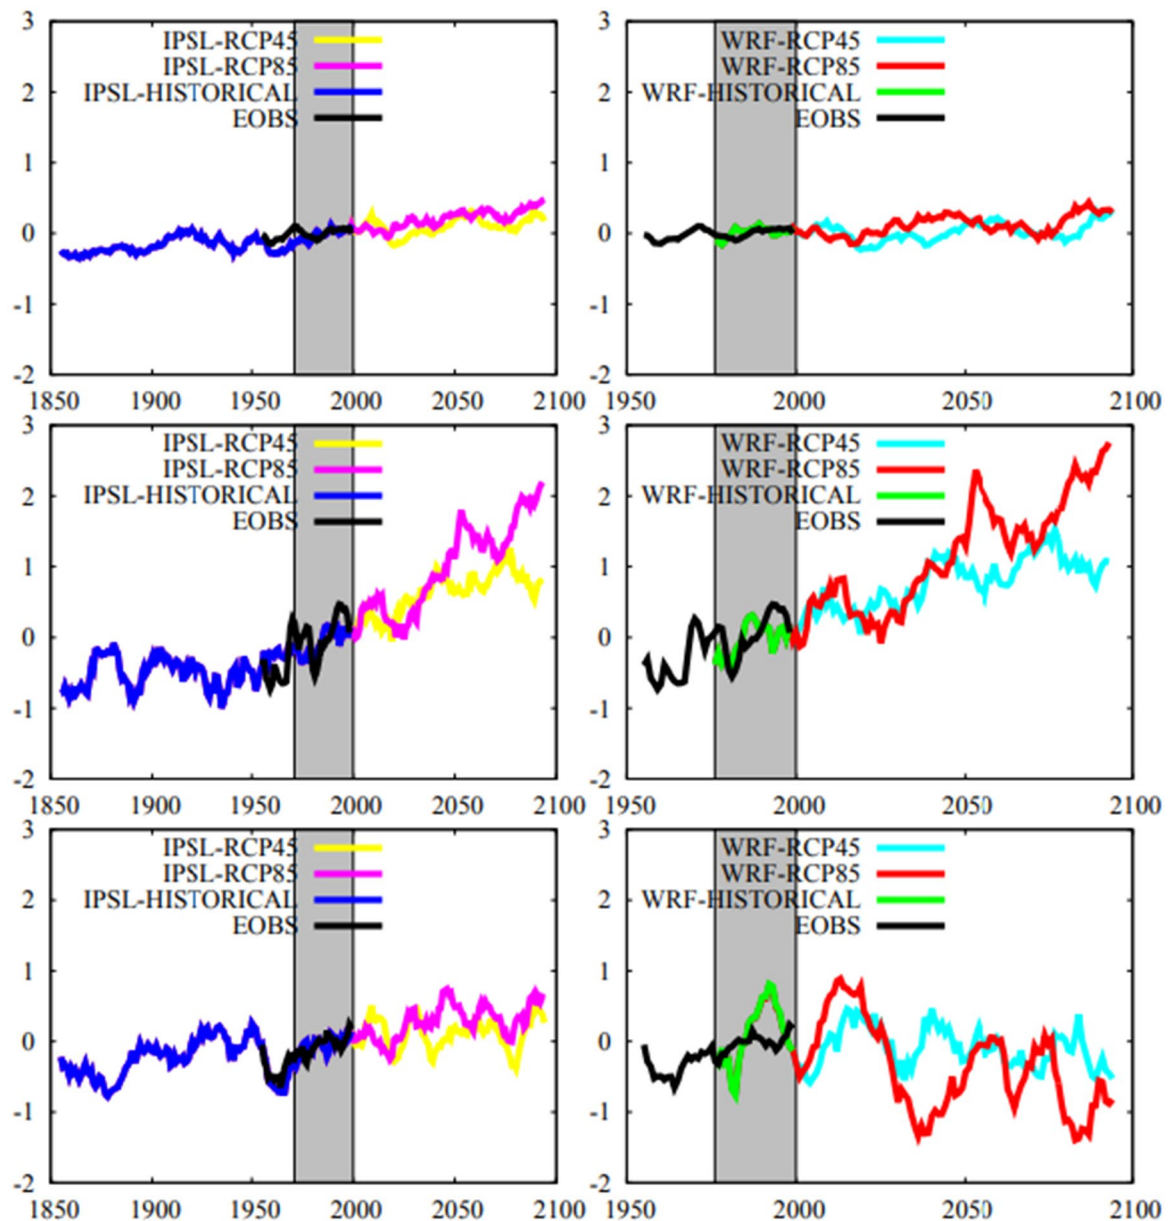 3
2
1
0
-1
-2
IPSL-RCP45
IPSL-RCP85
IPSL-HISTORICAL
EOBS
1850 1900 1950 2000 2050 2100
3
2
1
0
-1
-2
WRF-RCP45
WRF-RCP85
WRF-HISTORICAL
EOBS
1950 2000 2050 2100
3
2
1
0
-1
-2
IPSL-RCP45
IPSL-RCP85
IPSL-HISTORICAL
EOBS
1850 1900 1950 2000 2050 2100
3
2
1
0
-1
-2
WRF-RCP45
WRF-RCP85
WRF-HISTORICAL
EOBS
1950 2000 2050 2100
3
2
1
0
-1
-2
IPSL-RCP45
IPSL-RCP85
IPSL-HISTORICAL
EOBS
1850 1900 1950 2000 2050 2100
3
2
1
0
-1
-2
WRF-RCP45
WRF-RCP85
WRF-HISTORICAL
EOBS
1950 2000 2050 2100